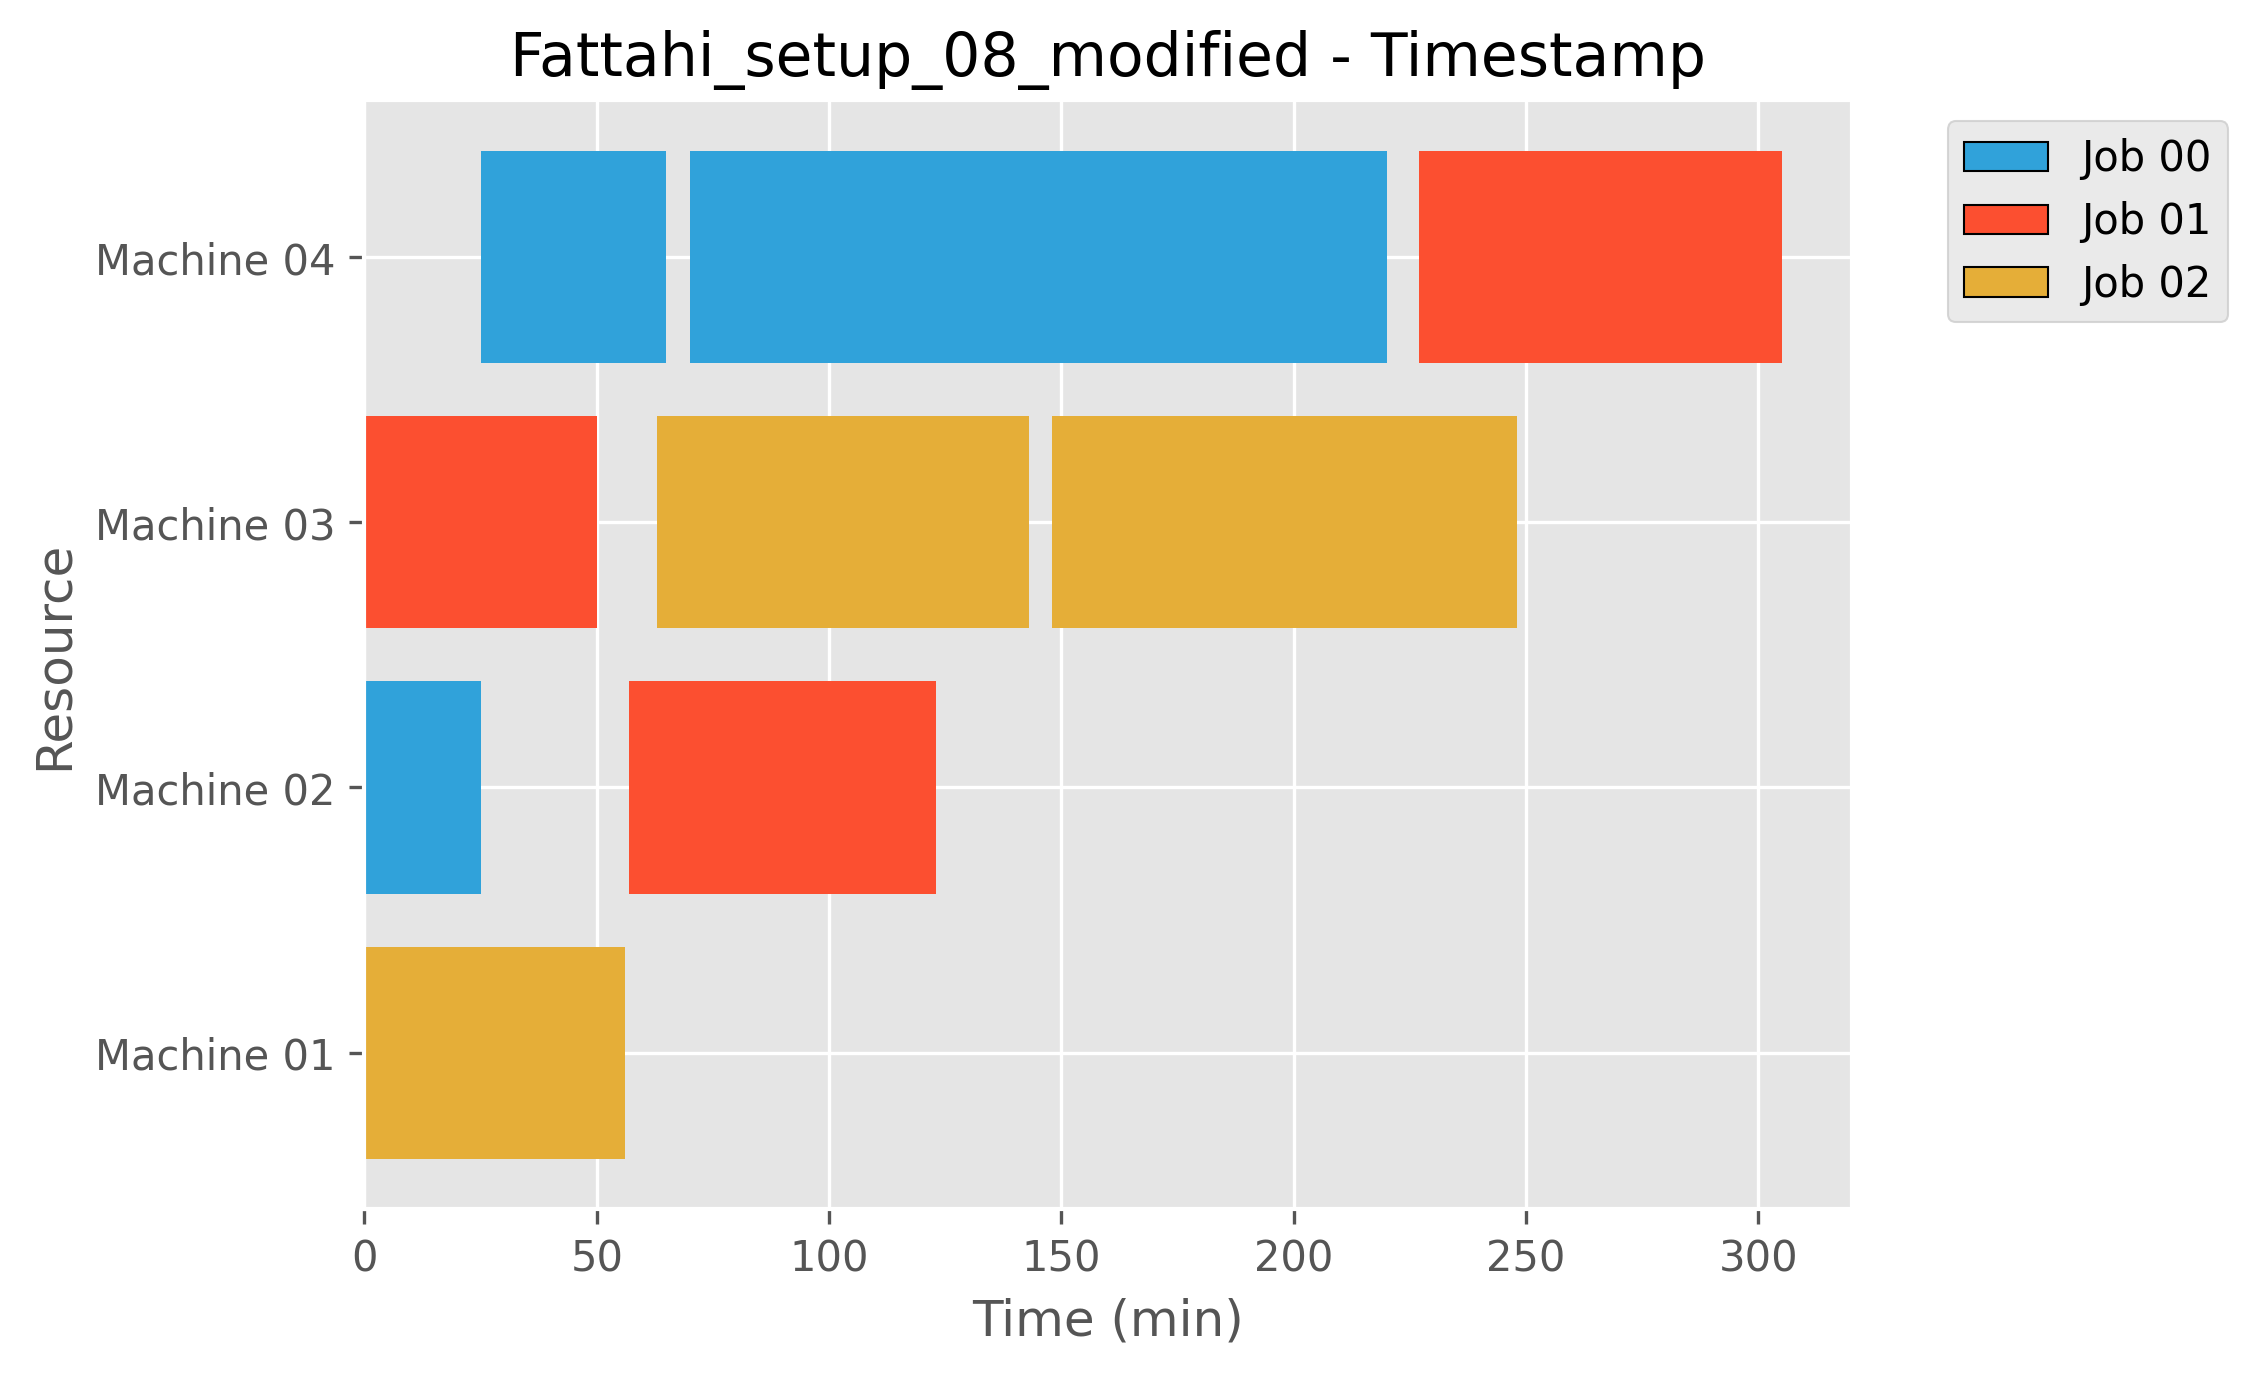 Fattahi_setup_08_modified - Timestamp
Job 00
Job 01
Job 02
Machine 04
Machine 03
Machine 02
Machine 01
Resource
0 50 100 150 200 250 300
Time (min)